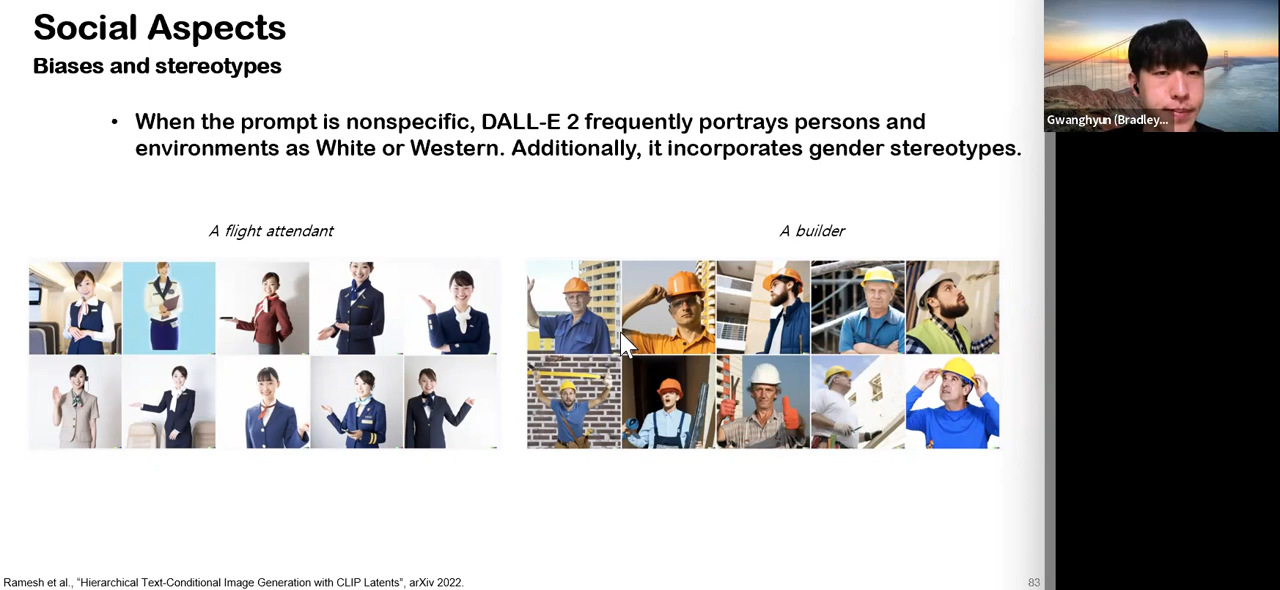 Social Aspects
Biases and stereotypes
• When the prompt is nonspecific, DALL-E 2 frequently portrays persons and
environments as White or Western. Additionally, it incorporates gender stereotypes.
A flight attendant
A builder
Ramesh et al., “Hierarchical Text-Conditional Image Generation with CLIP Latents”, arXiv 2022.
83
Gwanghyun (Bradley...